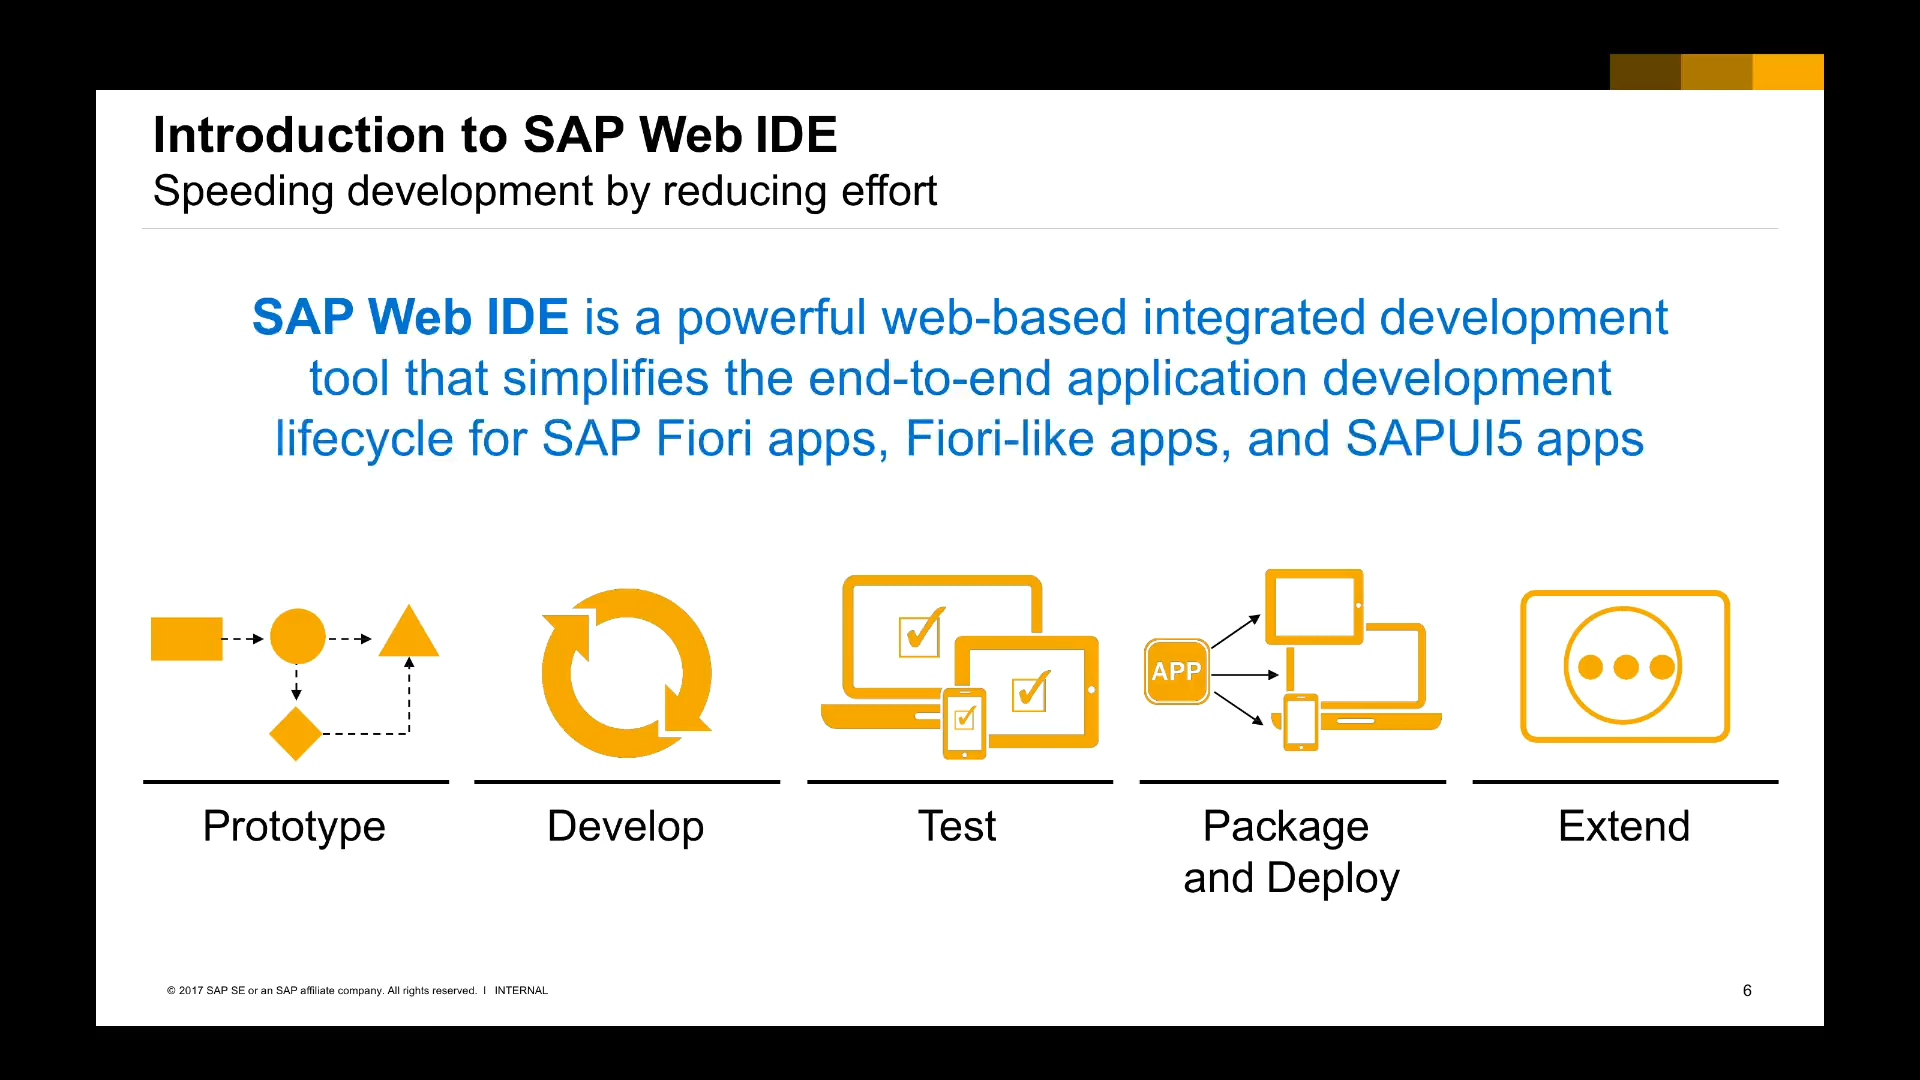 Introduction to SAP Web IDE
Speeding development by reducing effort
SAP Web IDE is a powerful web-based integrated development
tool that simplifies the end-to-end application development
lifecycle for SAP Fiori apps, Fiori-like apps, and SAPUI5 apps
APP
Prototype
Develop
Test
Package
and Deploy
Extend
© 2017 SAP SE or an SAP affiliate company. All rights reserved. I INTERNAL
6